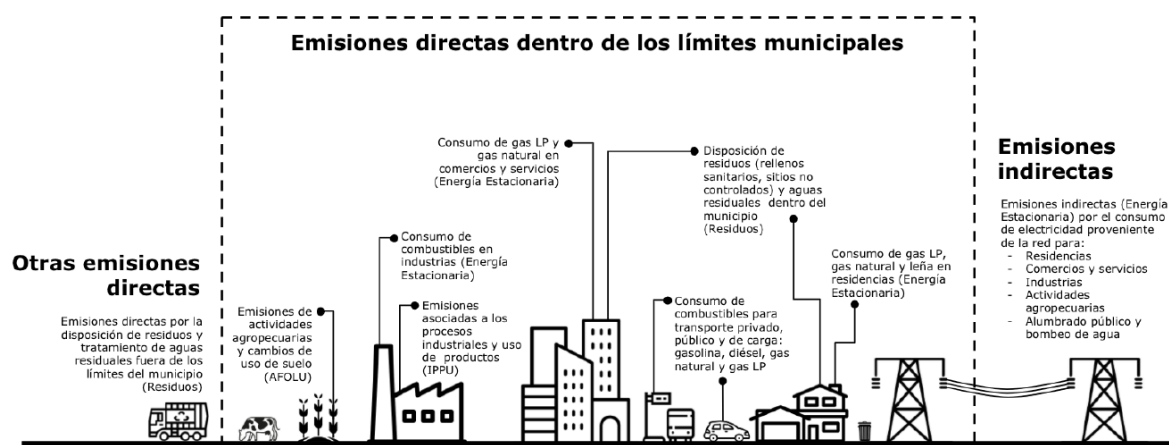 Emisiones directas dentro de los límites municipales
Otras emisiones
directas
Emisiones directas por la
disposición de residuos y
tratamiento de aguas
residuales fuera de los
límites del municipio
(Residuos)
Emisiones de
actividades
agropecuarias
y cambios de
uso de suelo
(AFOLU)
Consumo de
combustibles en
industrias (Energía
Estacionaria)
Emisiones
asociadas a los
procesos
industriales y uso
de productos
(IPPU)
Consumo de gas LP y
gas natural en
comercios y servicios
(Energía Estacionaria)
Disposición de
residuos (rellenos
sanitarios, sitios no
controlados) y aguas
residuales dentro del
municipio
(Residuos)
Consumo de
combustibles para
transporte privado,
público y de carga:
gasolina, diésel, gas
natural y gas LP
Consumo de gas LP,
gas natural y leña en
residencias (Energía
Estacionaria)
Emisiones
indirectas
Emisiones indirectas (Energía
Estacionaria) por el consumo
de electricidad proveniente
de la red para:
- Residencias
- Comercios y servicios
- Industrias
- Actividades
agropecuarias
- Alumbrado público y
bombeo de agua